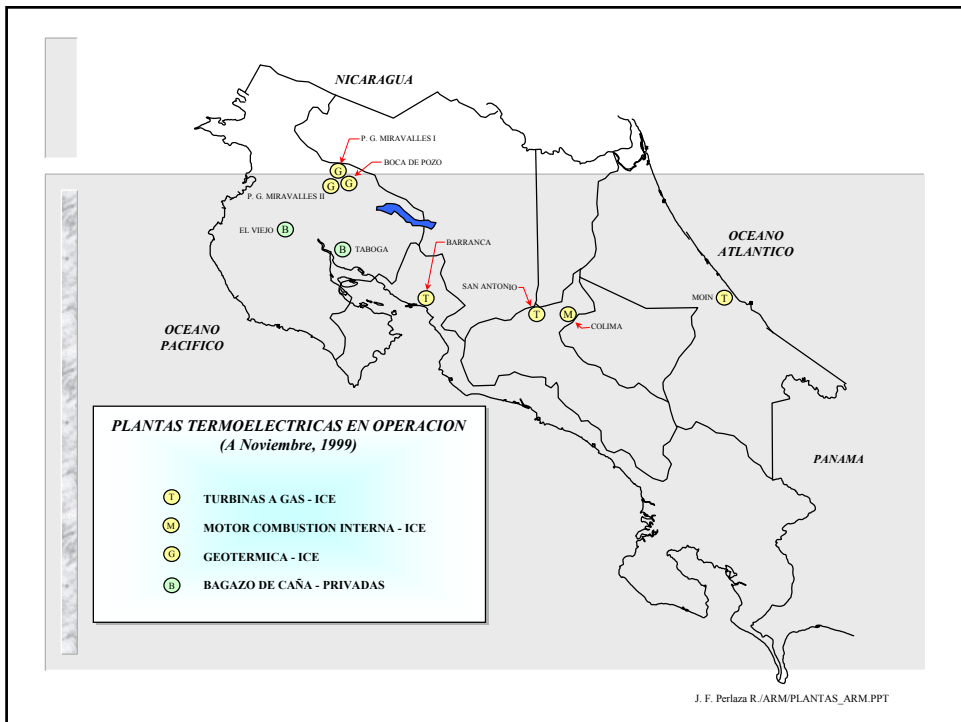 NICARAGUA
P. G. MIRAVALLES I
BOCA DE POZO
G
G
G
P. G. MIRAVALLES II
EL VIEJO
B
B
TABOGA
BARRANCA
OCEANO
ATLANTICO
SAN ANTONIO
MOIN
T
T
T
M
COLIMA
OCEANO
PACIFICO
PLANTAS TERMOELECTRICAS EN OPERACION
(A Noviembre, 1999)
PANAMA
T TURBINAS A GAS - ICE
M MOTOR COMBUSTION INTERNA - ICE
G GEOTERMICA - ICE
B BAGAZO DE CAÑA - PRIVADAS
J. F. Perlaza R./ARM/PLANTAS_ARM.PPT